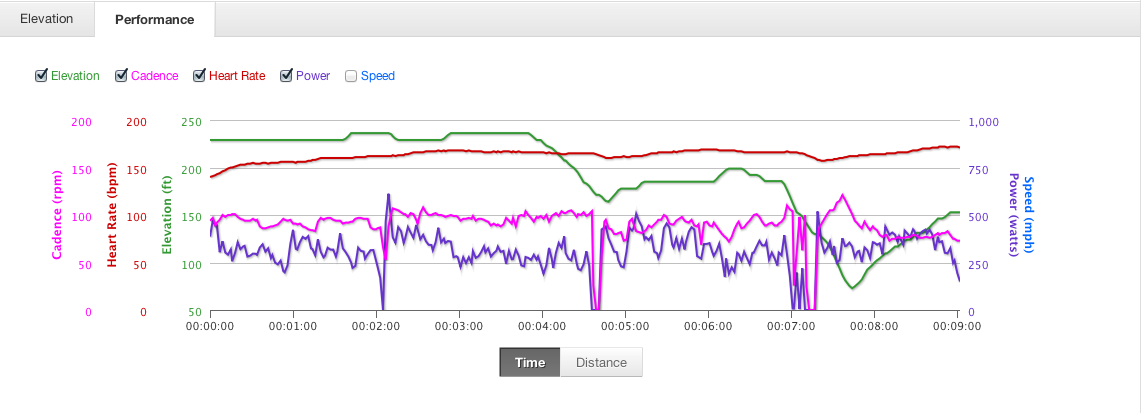 Elevation Performance
Elevation Cadence Heart Rate Power Speed
200 200 250 1,000
150 150 200 750
100 100 150 500
50 50 100 250
0 0 50 0
Cadence (rpm)
Heart Rate (bpm)
Elevation (ft)
Speed (mph)
Power (watts)
00:00:00 00:01:00 00:02:00 00:03:00 00:04:00 00:05:00 00:06:00 00:07:00 00:08:00 00:09:00
Time Distance